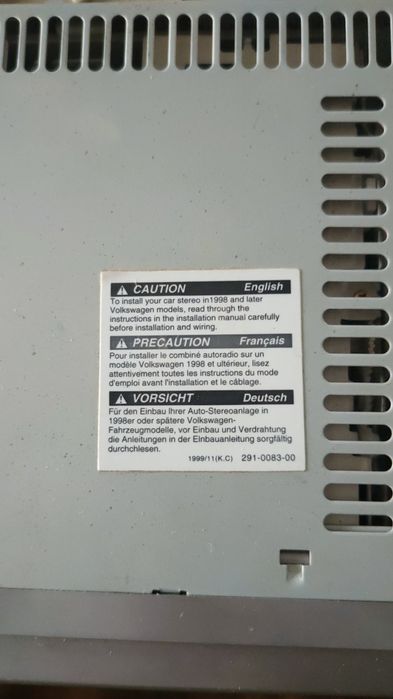 CAUTION English
To install your car stereo in1998 and later
Volkswagen models, read through the
instructions in the installation manual carefully
before installation and wiring.
PRECAUTION Français
Pour installer le combiné autoradio sur un
modèle Volkswagen 1998 et ultérieur, lisez
attentivement toutes les instructions du mode
d'emploi avant l'installation et le câblage.
VORSICHT Deutsch
Für den Einbau Ihrer Auto-Stereoanlage in
1998er oder spätere Volkswagen-
Fahrzeugmodelle, vor Einbau und Verdrahtung
die Anleitungen in der Einbauanleitung sorgfältig
durchchlesen.
1999/11(K.C) 291-0083-00